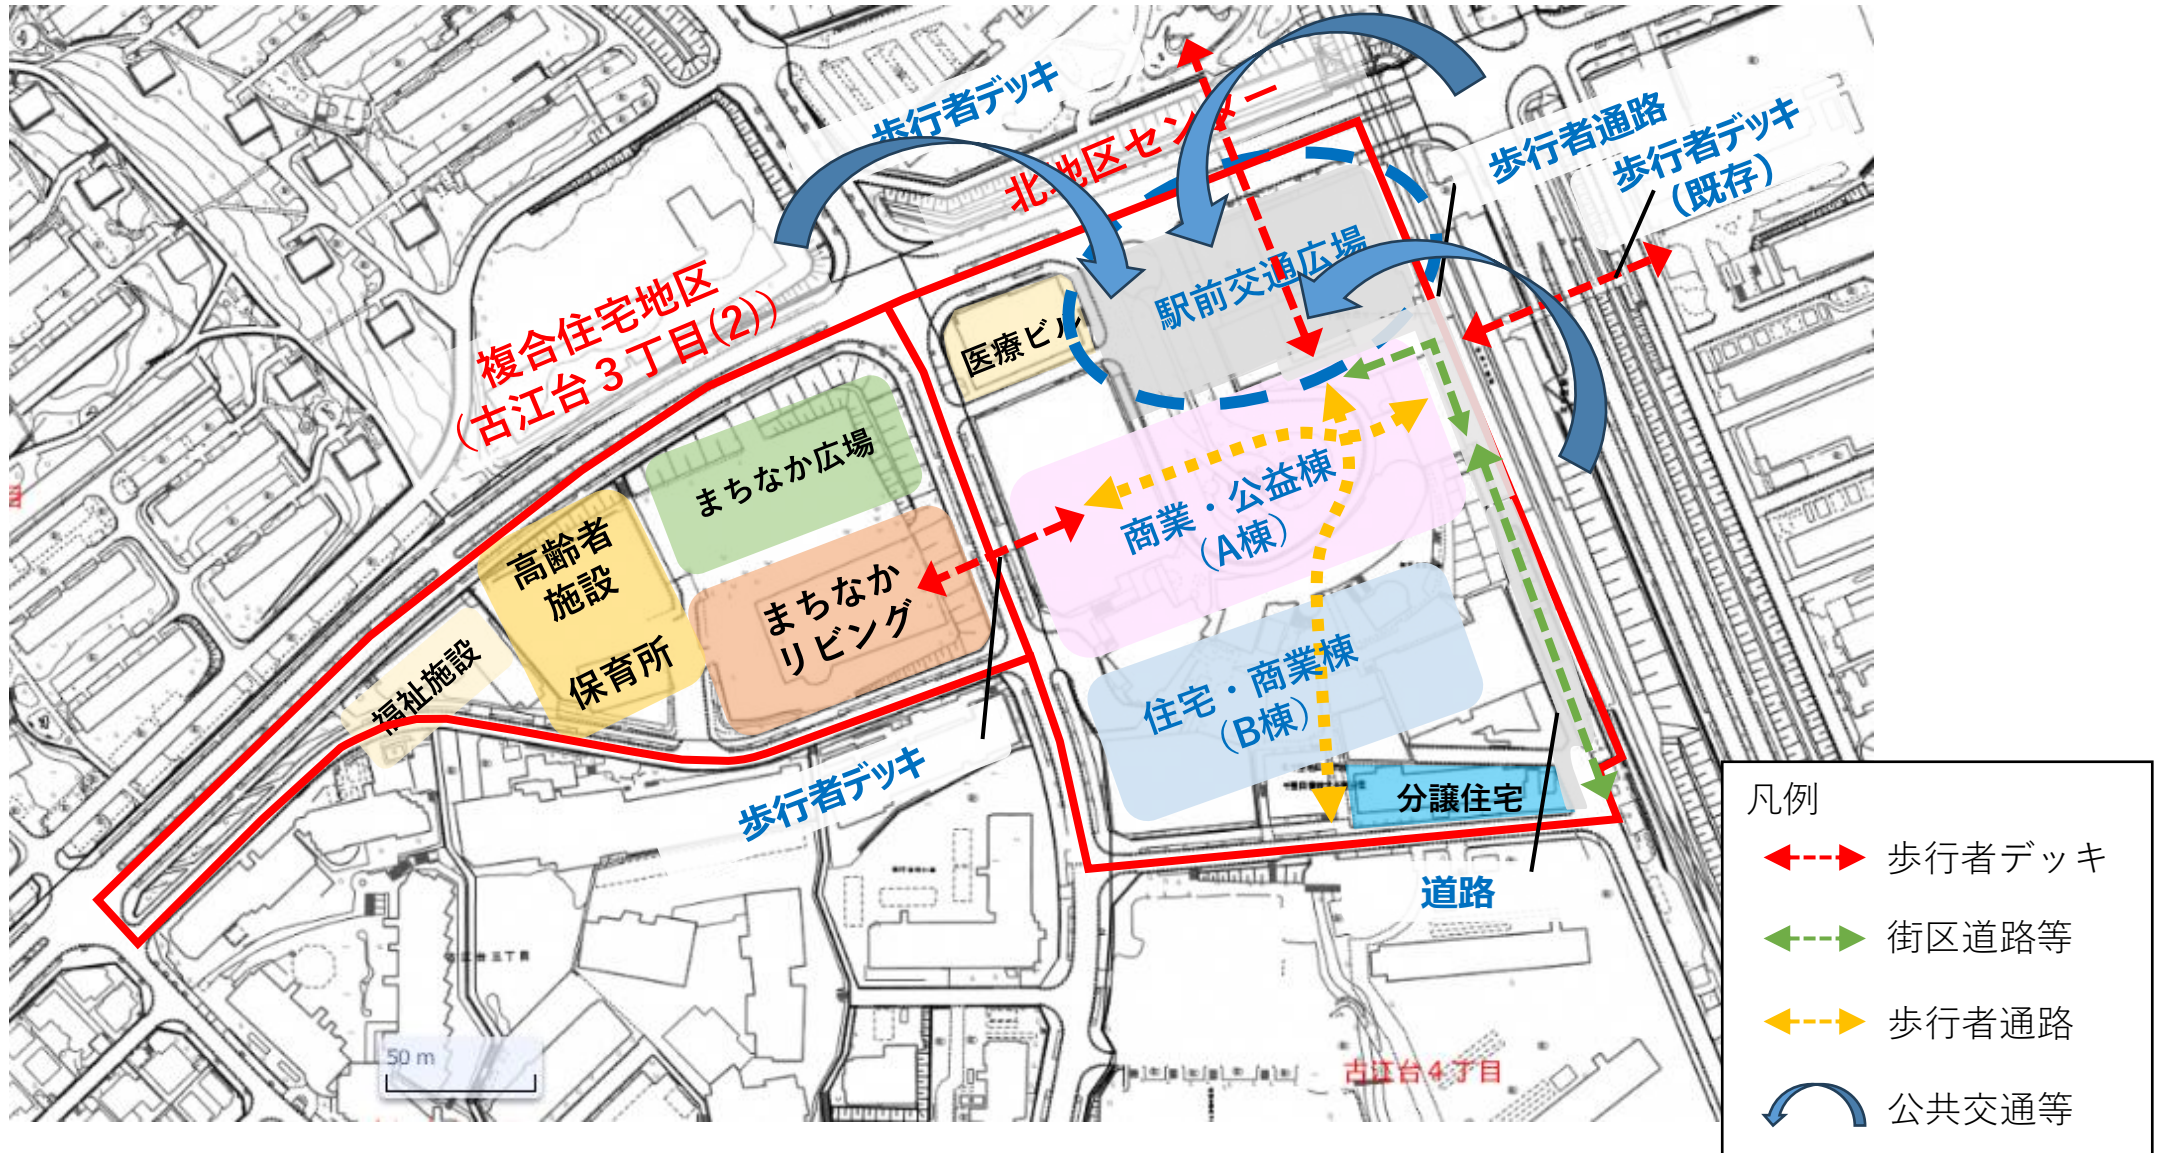 歩行者デッキ
北地区センター
歩行者通路
歩行者デッキ
（既存）
複合住宅地区
（古江台３丁目(2)）
駅前交通広場
医療ビル
まちなか広場
商業・公益棟
（A棟）
高齢者
施設
保育所
まちなか
リビング
福祉施設
住宅・商業棟
（B棟）
分譲住宅
歩行者デッキ
道路
古江台三丁目
古江台４丁目
50 m
凡例
歩行者デッキ
街区道路等
歩行者通路
公共交通等